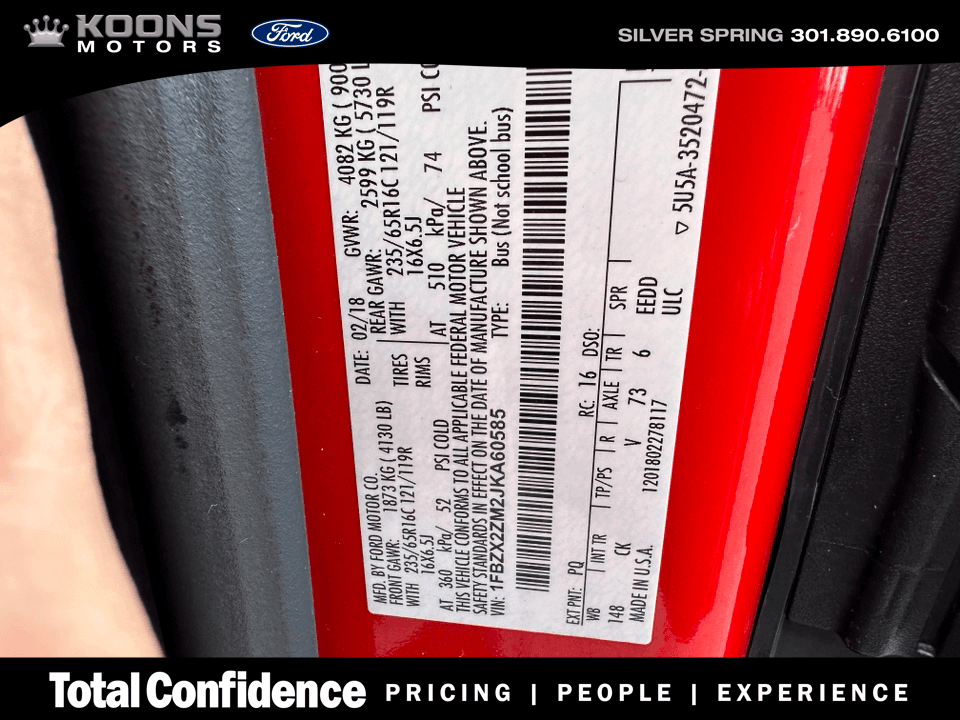 KOONS
MOTORS
Ford
SILVER SPRING 301.890.6100
MFD. BY FORD MOTOR CO. DATE: 02/18 GVWR: 4082 KG ( 900
FRONT GAWR: 1873 KG ( 4130 LB) REAR GAWR: 2599 KG ( 5730 L
WITH 235/65R16C 121/119R TIRES WITH 235/65R16C 121/119R
16X6.5J RIMS 16X6.5J
AT 360 kPa/ 52 PSI COLD AT 510 kPa/ 74 PSI CO
THIS VEHICLE CONFORMS TO ALL APPLICABLE FEDERAL MOTOR VEHICLE
SAFETY STANDARDS IN EFFECT ON THE DATE OF MANUFACTURE SHOWN ABOVE.
VIN: 1FBZX2ZM2JKA60585 TYPE: Bus (Not school bus)
EXT PNT: PQ RC: 16 DSO:
WB INT TR TP/PS R AXLE TR SPR
148 CK V 73 6 EEDD
MADE IN U.S.A. 1201802278117 ULC
▽ 5U5A-3520472-
Total Confidence PRICING | PEOPLE | EXPERIENCE